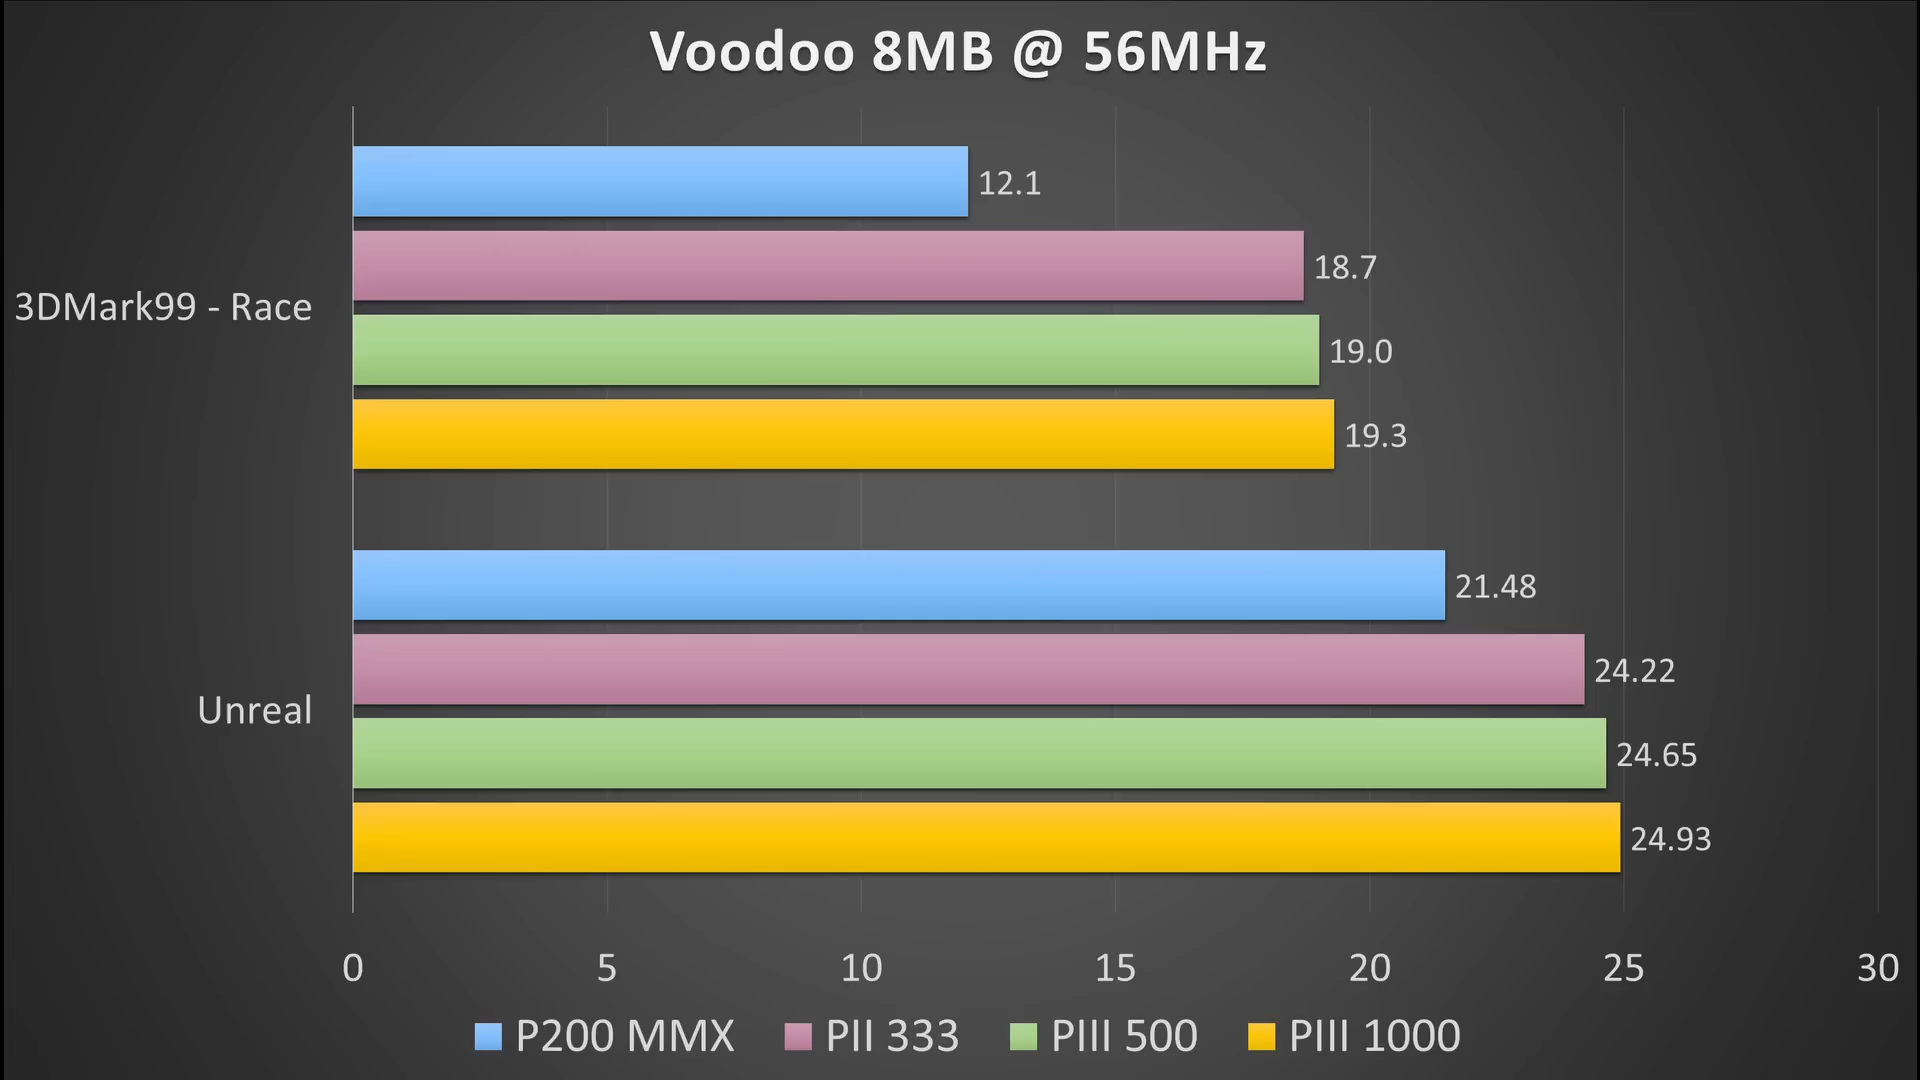 Voodoo 8MB @ 56MHz
3DMark99 - Race
12.1
18.7
19.0
19.3
Unreal
21.48
24.22
24.65
24.93
0 5 10 15 20 25 30
P200 MMX PII 333 PIII 500 PIII 1000